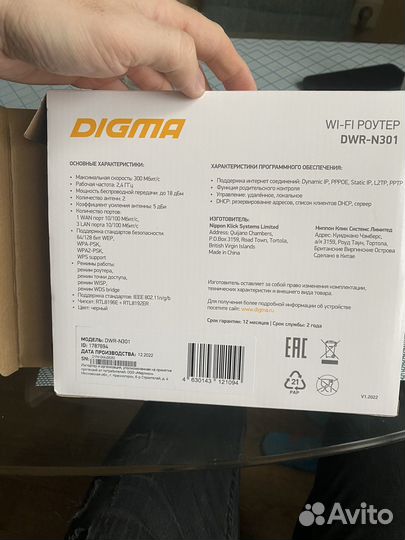 DIGMA
WI-FI РОУТЕР
DWR-N301
ОСНОВНЫЕ ХАРАКТЕРИСТИКИ:
• Максимальная скорость: 300 Мбит/с
• Рабочая частота: 2,4 ГГц
• Мощность беспроводной передачи: до 18 дБм
• Количество антенн: 2
• Коэффициент усиления антенны: 5 дБи
• Количество портов:
1 WAN порт 10/100 Мбит/с
3 LAN порта 10/100 Мбит/с
• Поддержка стандартов безопасности:
64/128 бит WEP,
WPA-PSK,
WPA2-PSK,
WPS support
• Режимы работы:
режим роутера,
режим точки доступа,
режим WISP,
режим WDS bridge
• Поддержка стандартов: IEEE 802.11n/g/b
• Чипсет: RTL8196E + RTL8192ER
• Цвет: черный
ХАРАКТЕРИСТИКИ ПРОГРАММНОГО ОБЕСПЕЧЕНИЯ:
• Поддержка интернет соединений: Dynamic IP, PPPOE, Static IP, L2TP, PPTP
• Функция родительского контроля
• Управление: удалённое, локальное
• DHCP: резервирование адресов, список клиентов DHCP, сервер
ИЗГОТОВИТЕЛЬ:
Nippon Klick Systems Limited
Address: Quijano Chambers,
P.O.Box 3159, Road Town, Tortola,
British Virgin Islands
Made in China
Ниппон Клик Системс Лимитед
Адрес: Куиджано Чэмберс,
а/я 3159, Роуд Таун, Тортола,
Британские Виргинские Острова
Сделано в Китае
Изготовитель оставляет за собой право изменения комплектации,
технических характеристик и внешнего вида товара.
Для получения более подробной информации об устройстве посетите сайт
www.digma.ru
Срок гарантии: 12 месяцев | Срок службы: 2 года
МОДЕЛЬ: DWR-N301
ID: 1787894
ДАТА ПРОИЗВОДСТВА: 12.2022
SN:
4 630143 121094
EAC
21
PAP
V1.2022
Avito